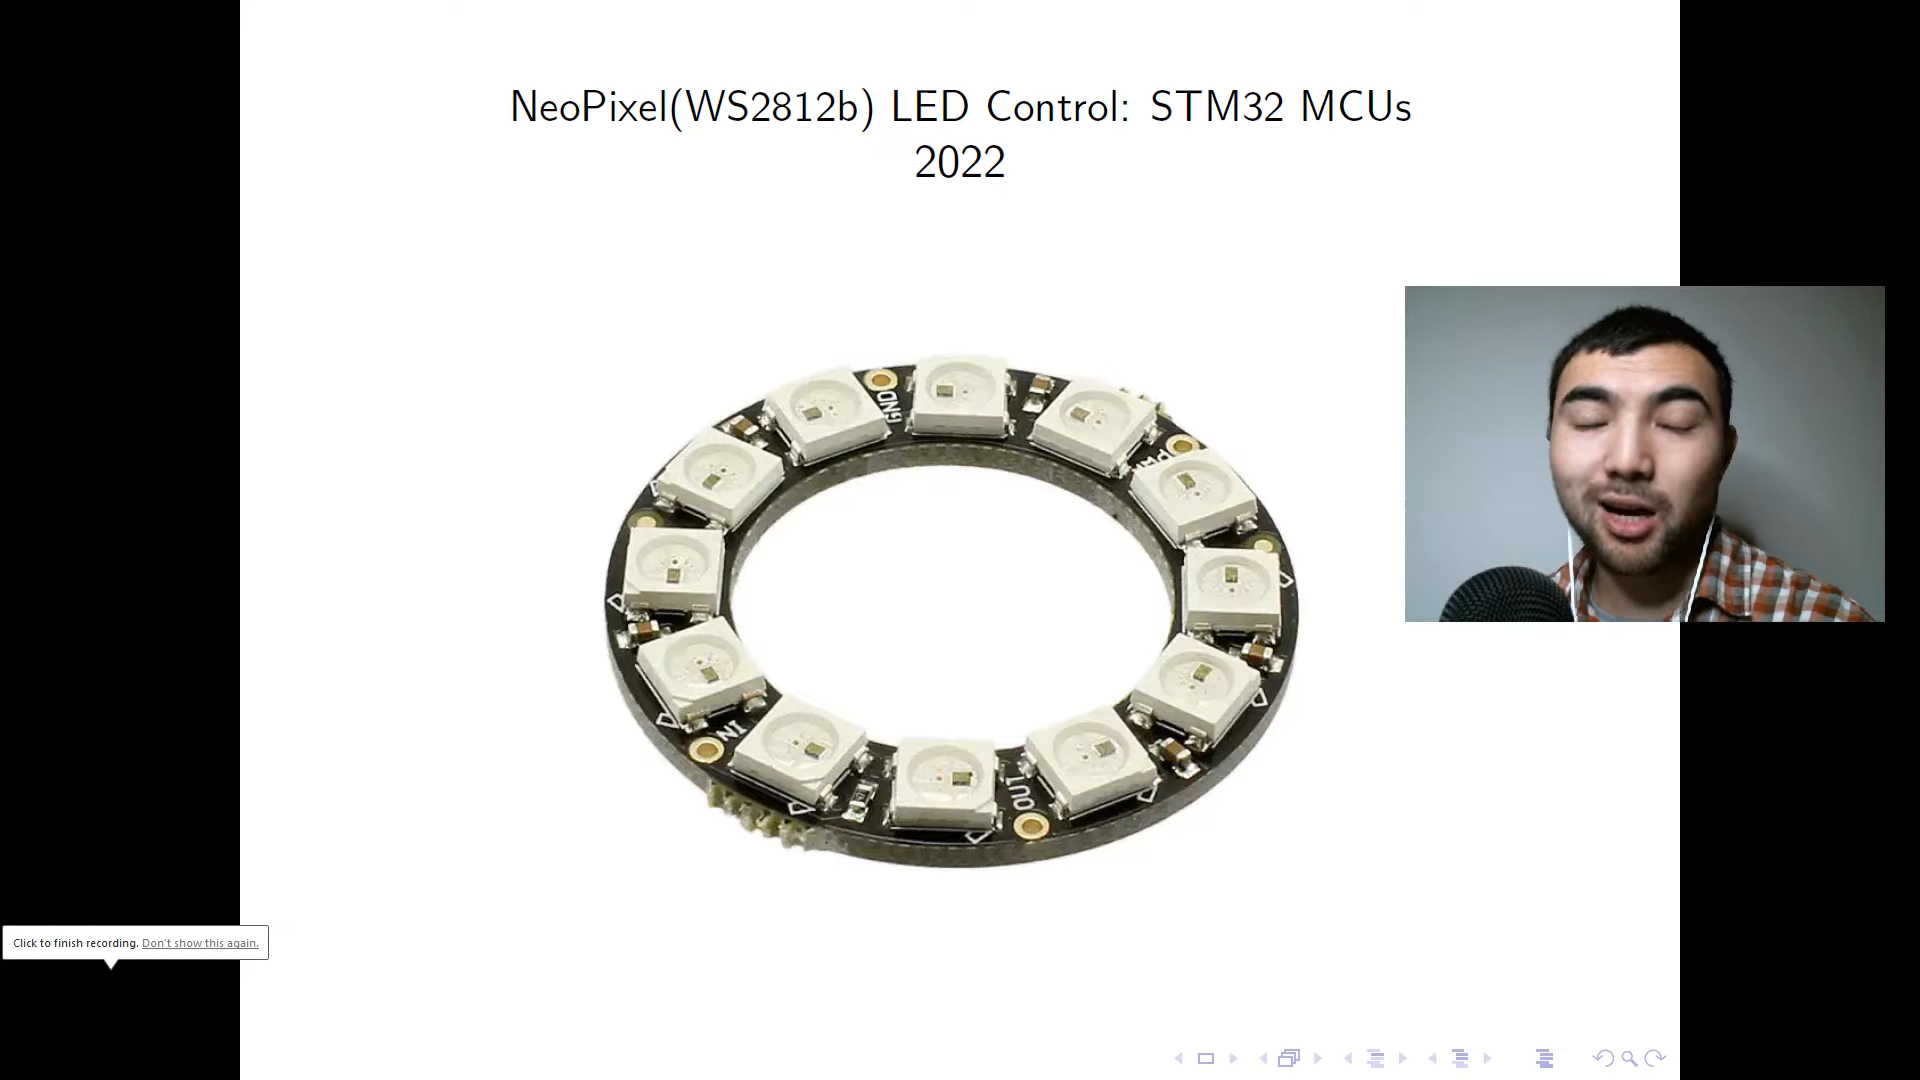 NeoPixel(WS2812b) LED Control: STM32 MCUs
2022
GND
IN
OUT
Click to finish recording. Don't show this again.